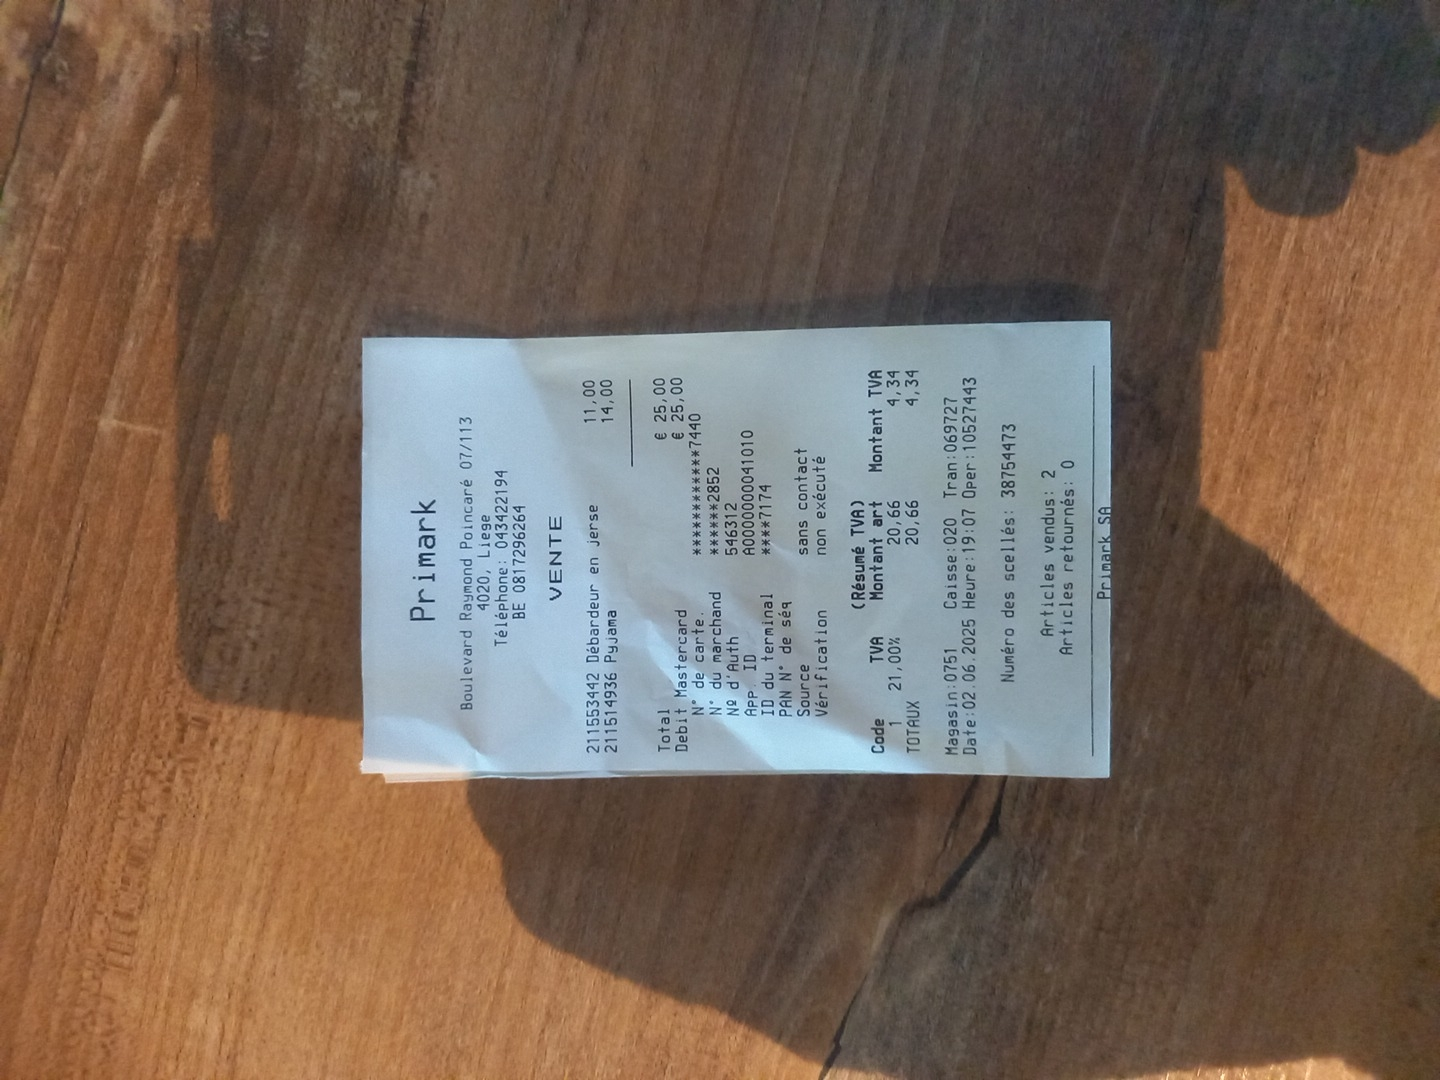 Primark
Boulevard Raymond Poincaré 07/113
4020, Liege
Téléphone: 043422194
BE 0817296264
VENTE
211553442 Débardeur en jerse 11,00
211514936 Pyjama 14,00
Total € 25,00
Debit Mastercard € 25,00
N° de carte. ************7440
N° du marchand ******2852
Nº d'Auth 546312
App. ID A0000000041010
ID du terminal ****7174
PAN N° de séq
Source sans contact
Vérification non exécuté
(Résumé TVA)
Code TVA Montant art Montant TVA
1 21,00% 20,66 4,34
TOTAUX 20,66 4,34
Magasin:0751 Caisse:020 Tran:069727
Date:02.06.2025 Heure:19:07 Oper:10527443
Numéro des scellés: 38754473
Articles vendus: 2
Articles retournés: 0
Primark SA